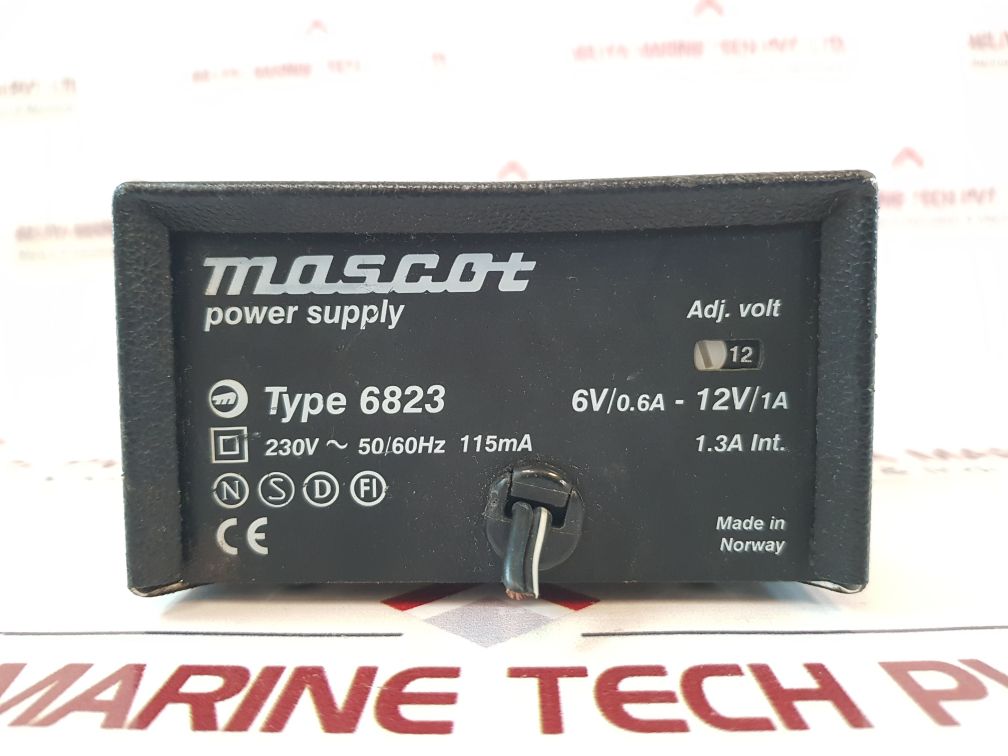 mascot
power supply
Adj. volt
12
Type 6823
6V/0.6A - 12V/1A
230V ~ 50/60Hz 115mA
1.3A Int.
N S D FI
CE
Made in
Norway
MARINE TECH